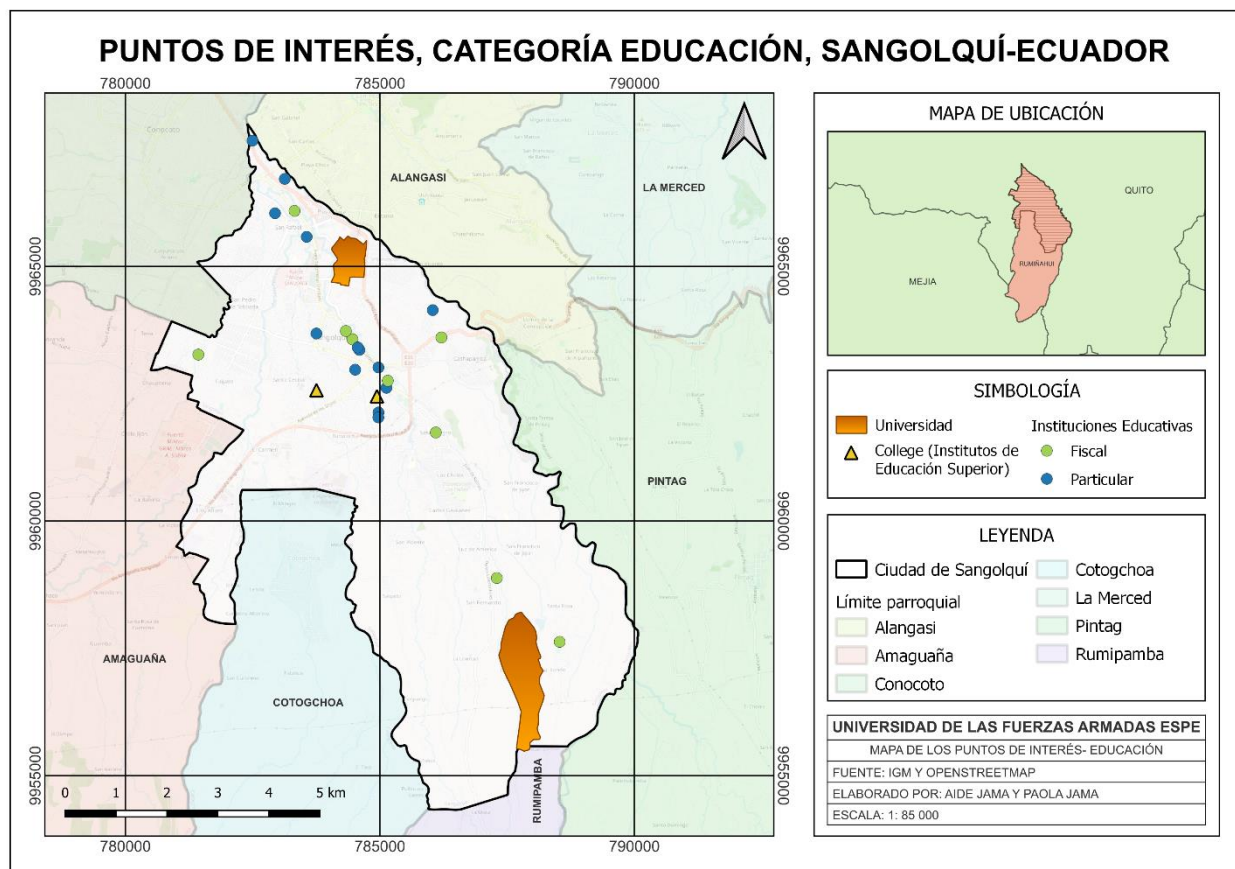 PUNTOS DE INTERÉS, CATEGORÍA EDUCACIÓN, SANGOLQUÍ-ECUADOR
780000
785000
790000
ALANGASI
LA MERCED
9965000
9965000
PINTAG
9960000
9960000
AMAGUAÑA
COTOGCHOA
RUMIPAMBA
9955000
9955000
0 1 2 3 4 5 km
780000
785000
790000
MAPA DE UBICACIÓN
QUITO
RUMIÑAHUI
MEJIA
SIMBOLOGÍA
Universidad
College (Institutos de
Educación Superior)
Instituciones Educativas
Fiscal
Particular
LEYENDA
Ciudad de Sangolquí
Límite parroquial
Alangasi
Amaguaña
Conocoto
Cotogchoa
La Merced
Pintag
Rumipamba
UNIVERSIDAD DE LAS FUERZAS ARMADAS ESPE
MAPA DE LOS PUNTOS DE INTERÉS- EDUCACIÓN
FUENTE: IGM Y OPENSTREETMAP
ELABORADO POR: AIDE JAMA Y PAOLA JAMA
ESCALA: 1: 85 000